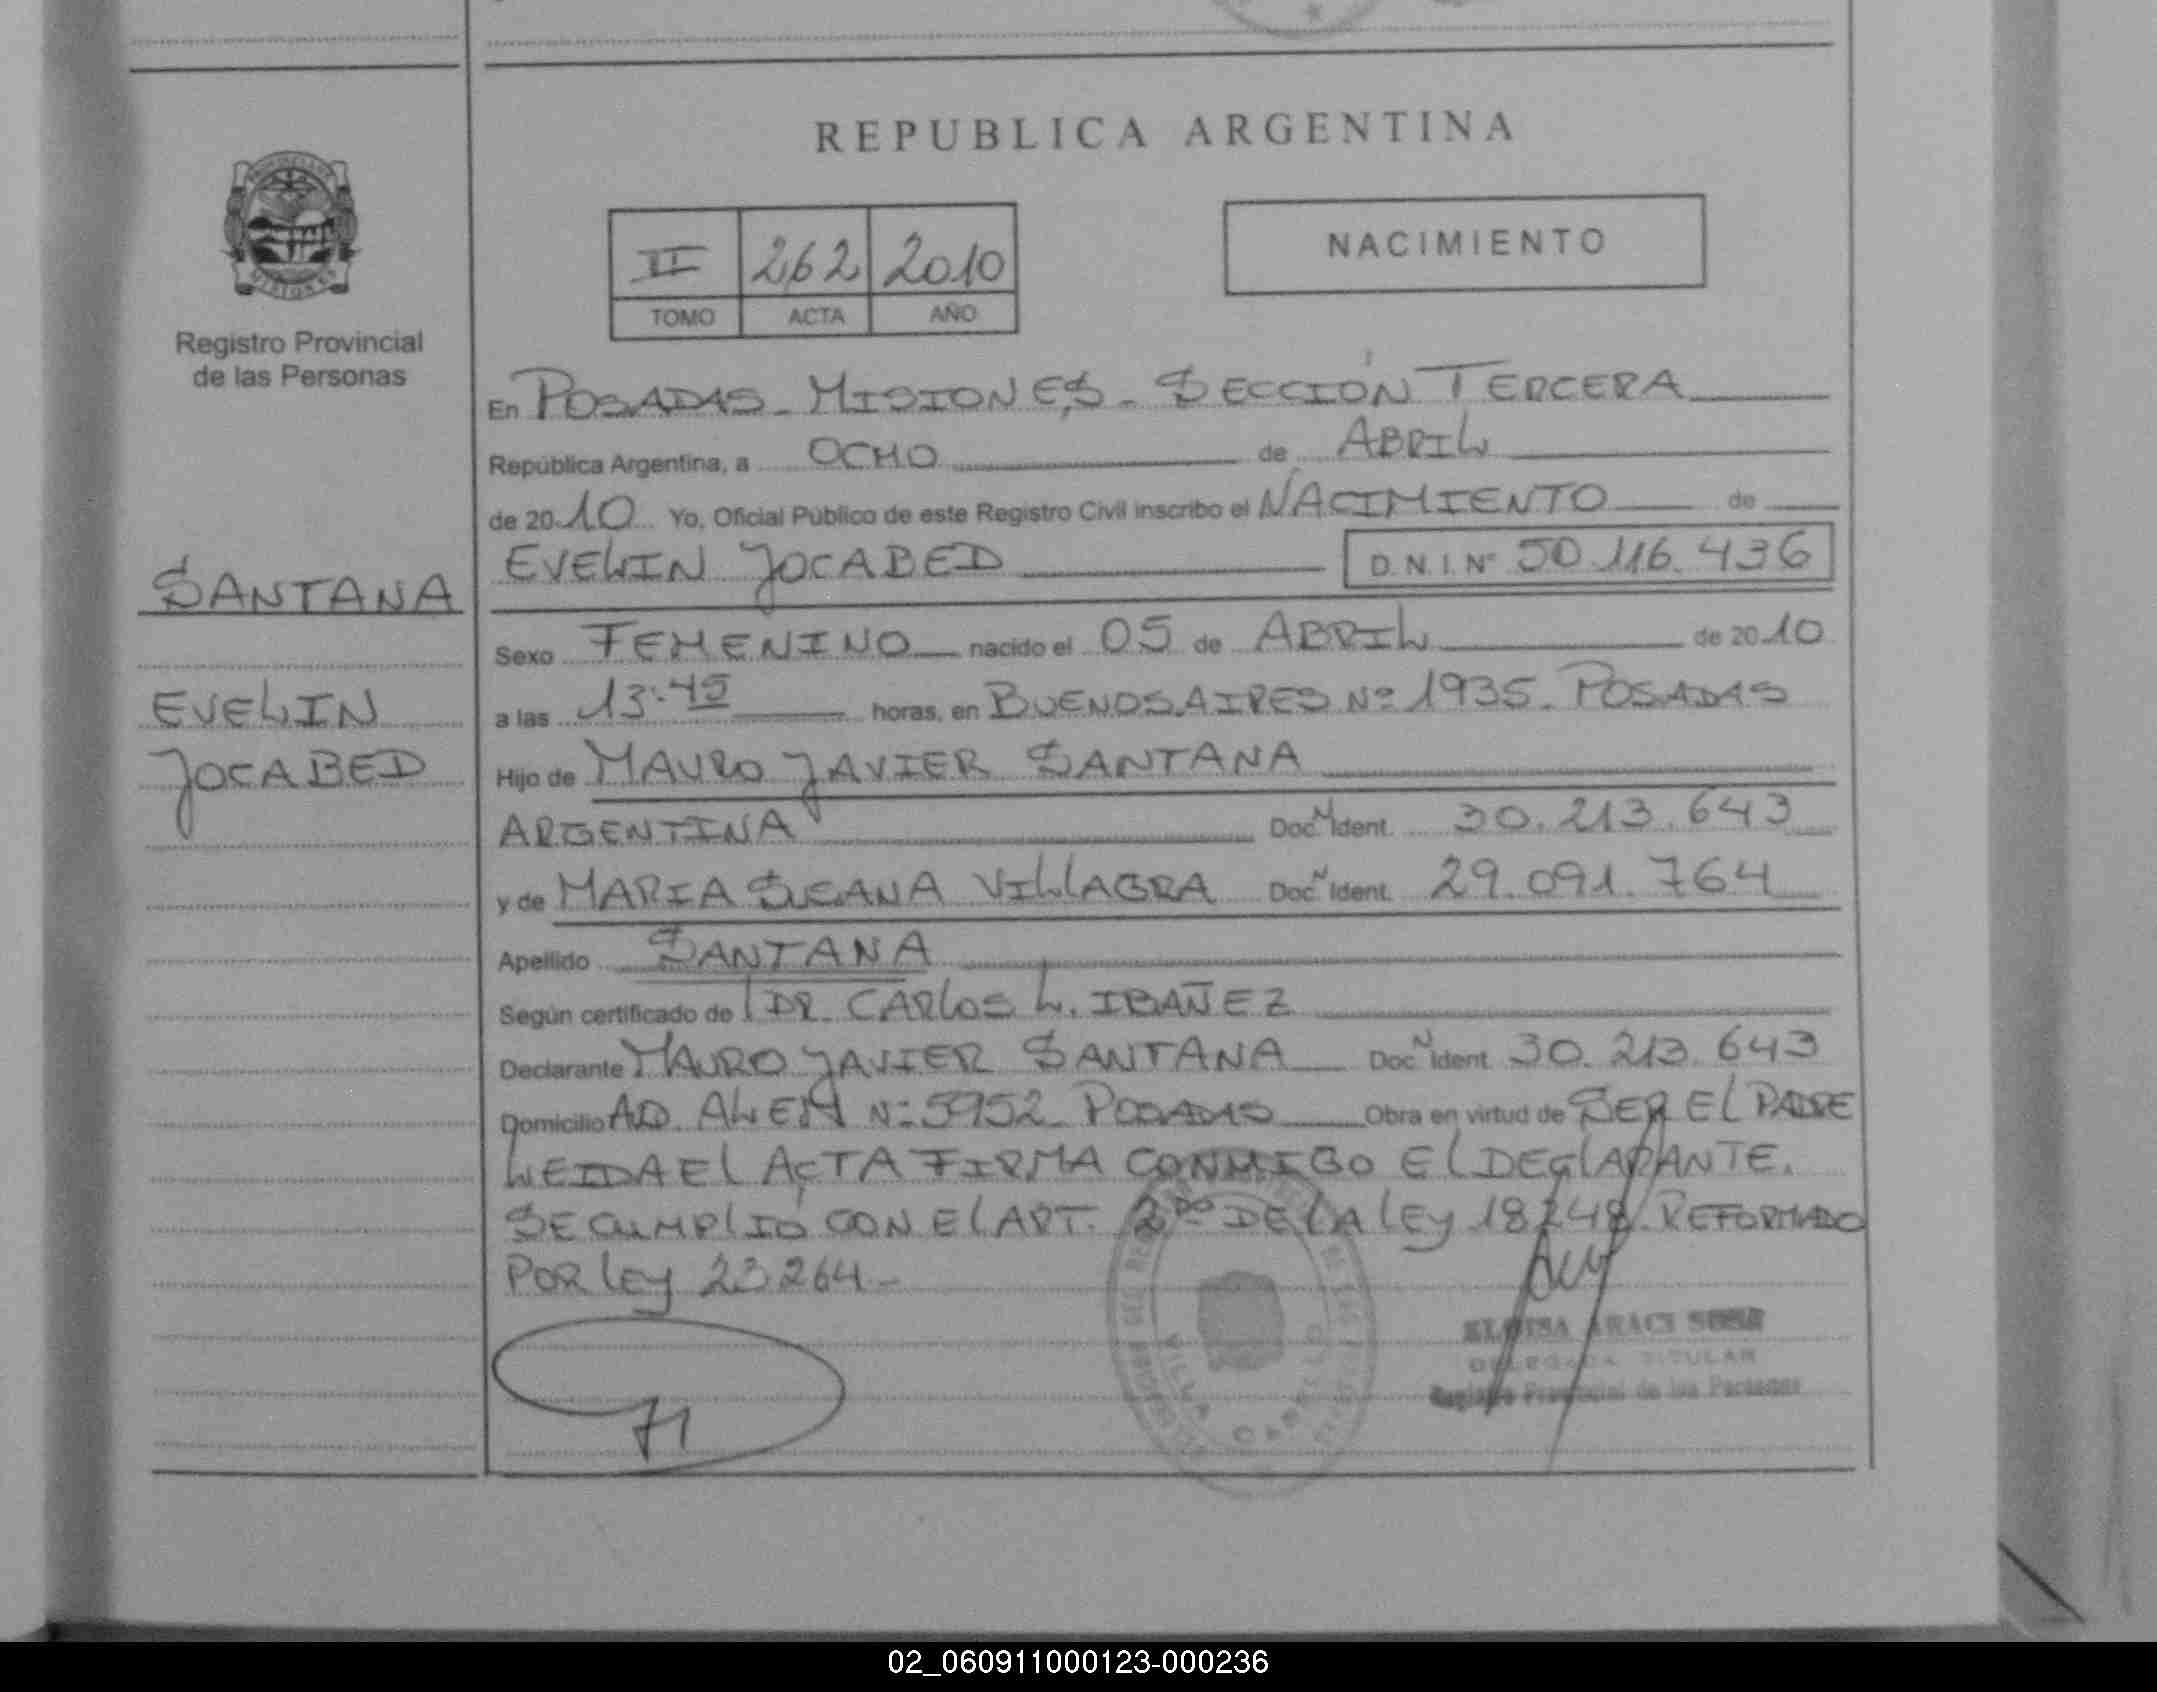 REPUBLICA ARGENTINA
NACIMIENTO
II 262 2010
TOMO ACTA AÑO
Registro Provincial
de las Personas
En POSADAS - MISIONES - SECCIÓN TERCERA
República Argentina, a OCHO de ABRIL
de 2010 Yo, Oficial Público de este Registro Civil inscribo el NACIMIENTO de
EVELIN JOCABED D.N.I. Nº 50.116.436
SANTANA
EVELIN
JOCABED
Sexo FEMENINO nacido el 05 de ABRIL de 2010
a las 13:45 horas, en BUENOS AIRES Nº 1935 - POSADAS
Hijo de MAURO JAVIER SANTANA
ARGENTINA Doc. N Ident. 30.213.643
y de MARIA SUSANA VILLAGRA Doc. N Ident. 29.091.764
Apellido SANTANA
Según certificado de DR. CARLOS L. IBAÑEZ
Declarante MAURO JAVIER SANTANA Doc. N Ident. 30.213.643
Domicilio AV. ALEM Nº 5952 - POSADAS Obra en virtud de SER EL PADRE
LEIDA EL ACTA FIRMA CONMIGO EL DECLARANTE.
SE CUMPLIÓ CON EL ART. 2do DE LA LEY 18248 REFORMADO
POR LEY 23264.-
ELOISA ARACI SOSA
DELEGADA TITULAR
Registro Provincial de las Personas
VILLA CABELLO
02_060911000123-000236